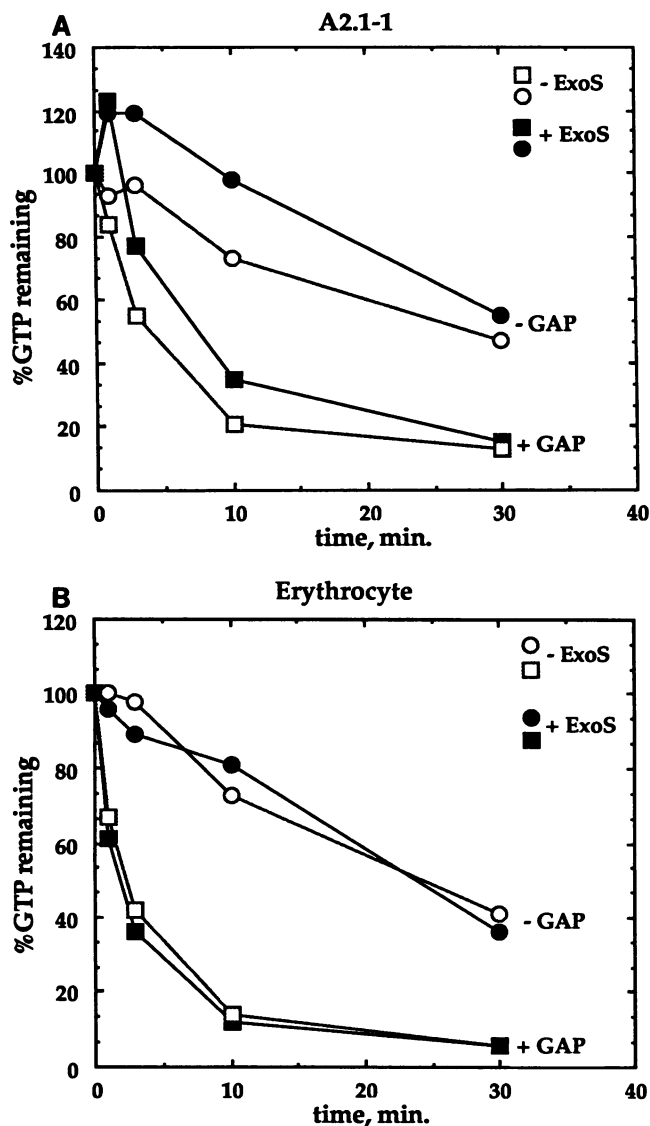 A
A2.1-1
140
120
100
80
60
40
20
0
%GTP remaining
- ExoS
+ ExoS
- GAP
+ GAP
0 10 20 30 40
time, min.
B
Erythrocyte
120
100
80
60
40
20
0
%GTP remaining
- ExoS
+ ExoS
- GAP
+ GAP
0 10 20 30 40
time, min.